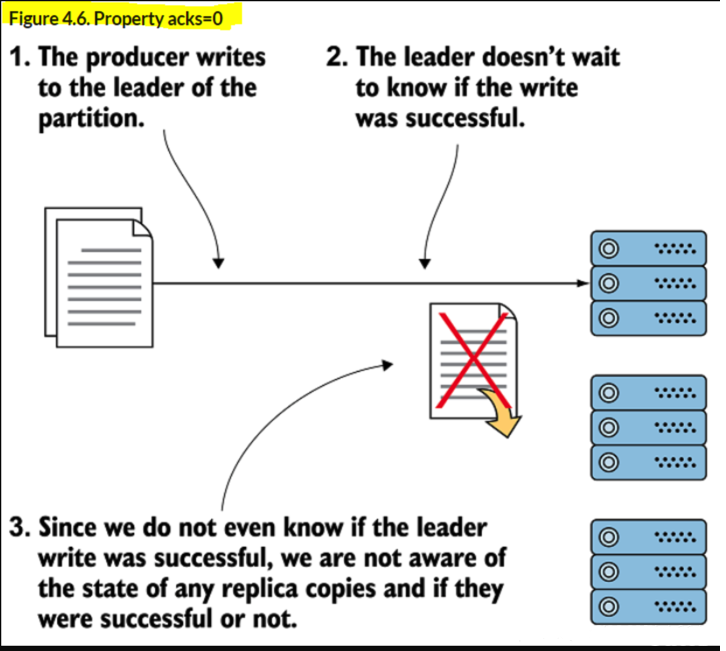 Figure 4.6. Property acks=0
1. The producer writes
to the leader of the
partition.
2. The leader doesn’t wait
to know if the write
was successful.
3. Since we do not even know if the leader
write was successful, we are not aware of
the state of any replica copies and if they
were successful or not.